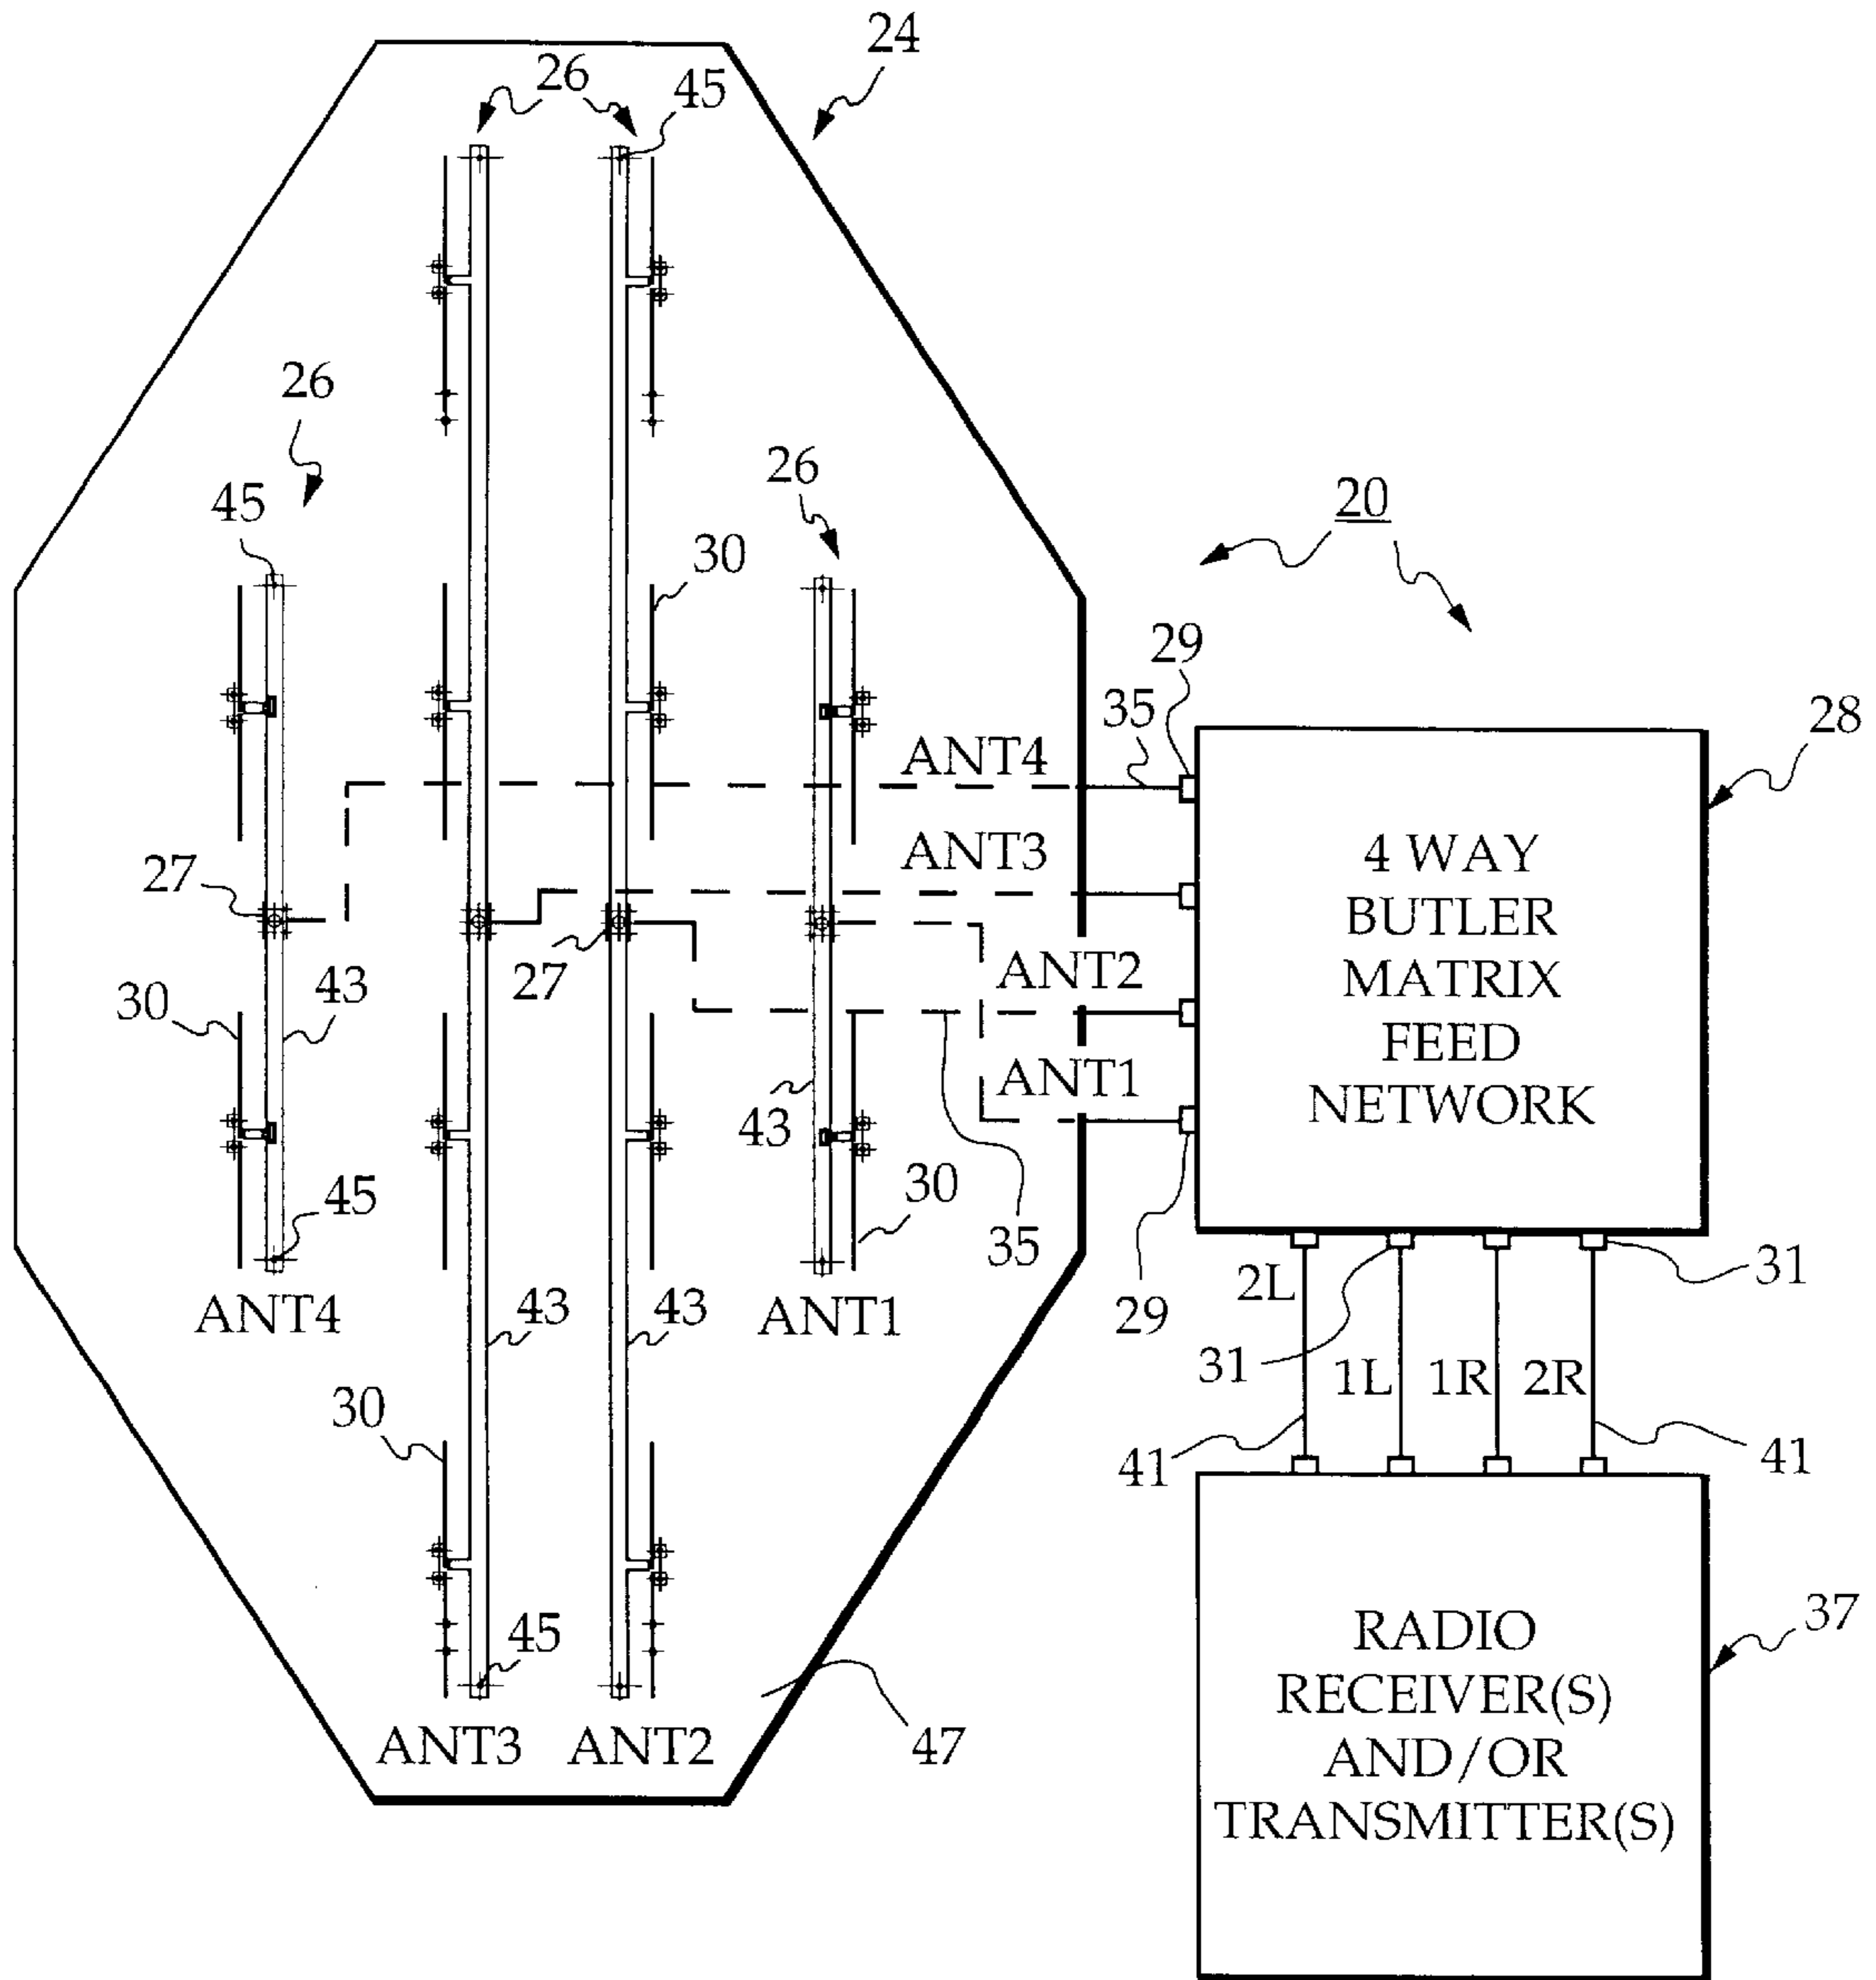 24
26
45
26
45
26
20
30
29
35
28
ANT4
ANT3
27
27
ANT2
ANT1
4 WAY
BUTLER
MATRIX
FEED
NETWORK
43
30
43
30
35
29
45
ANT4
ANT1
43
43
2L
31
31
1L
1R
2R
41
41
30
45
ANT3
ANT2
47
RADIO
RECEIVER(S)
AND/OR
TRANSMITTER(S)
37